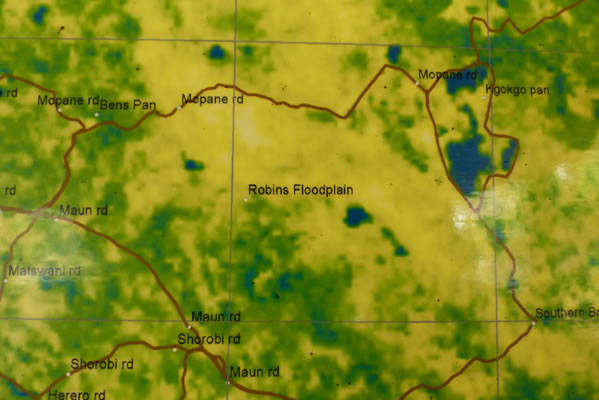 Mopane rd
rd
Kgokgo pan
Mopane rd
Bens Pan
Mopane rd
Robins Floodplain
rd
Maun rd
Matswani rd
Southern Bo
Maun rd
Shorobi rd
Shorobi rd
Maun rd
Herero rd